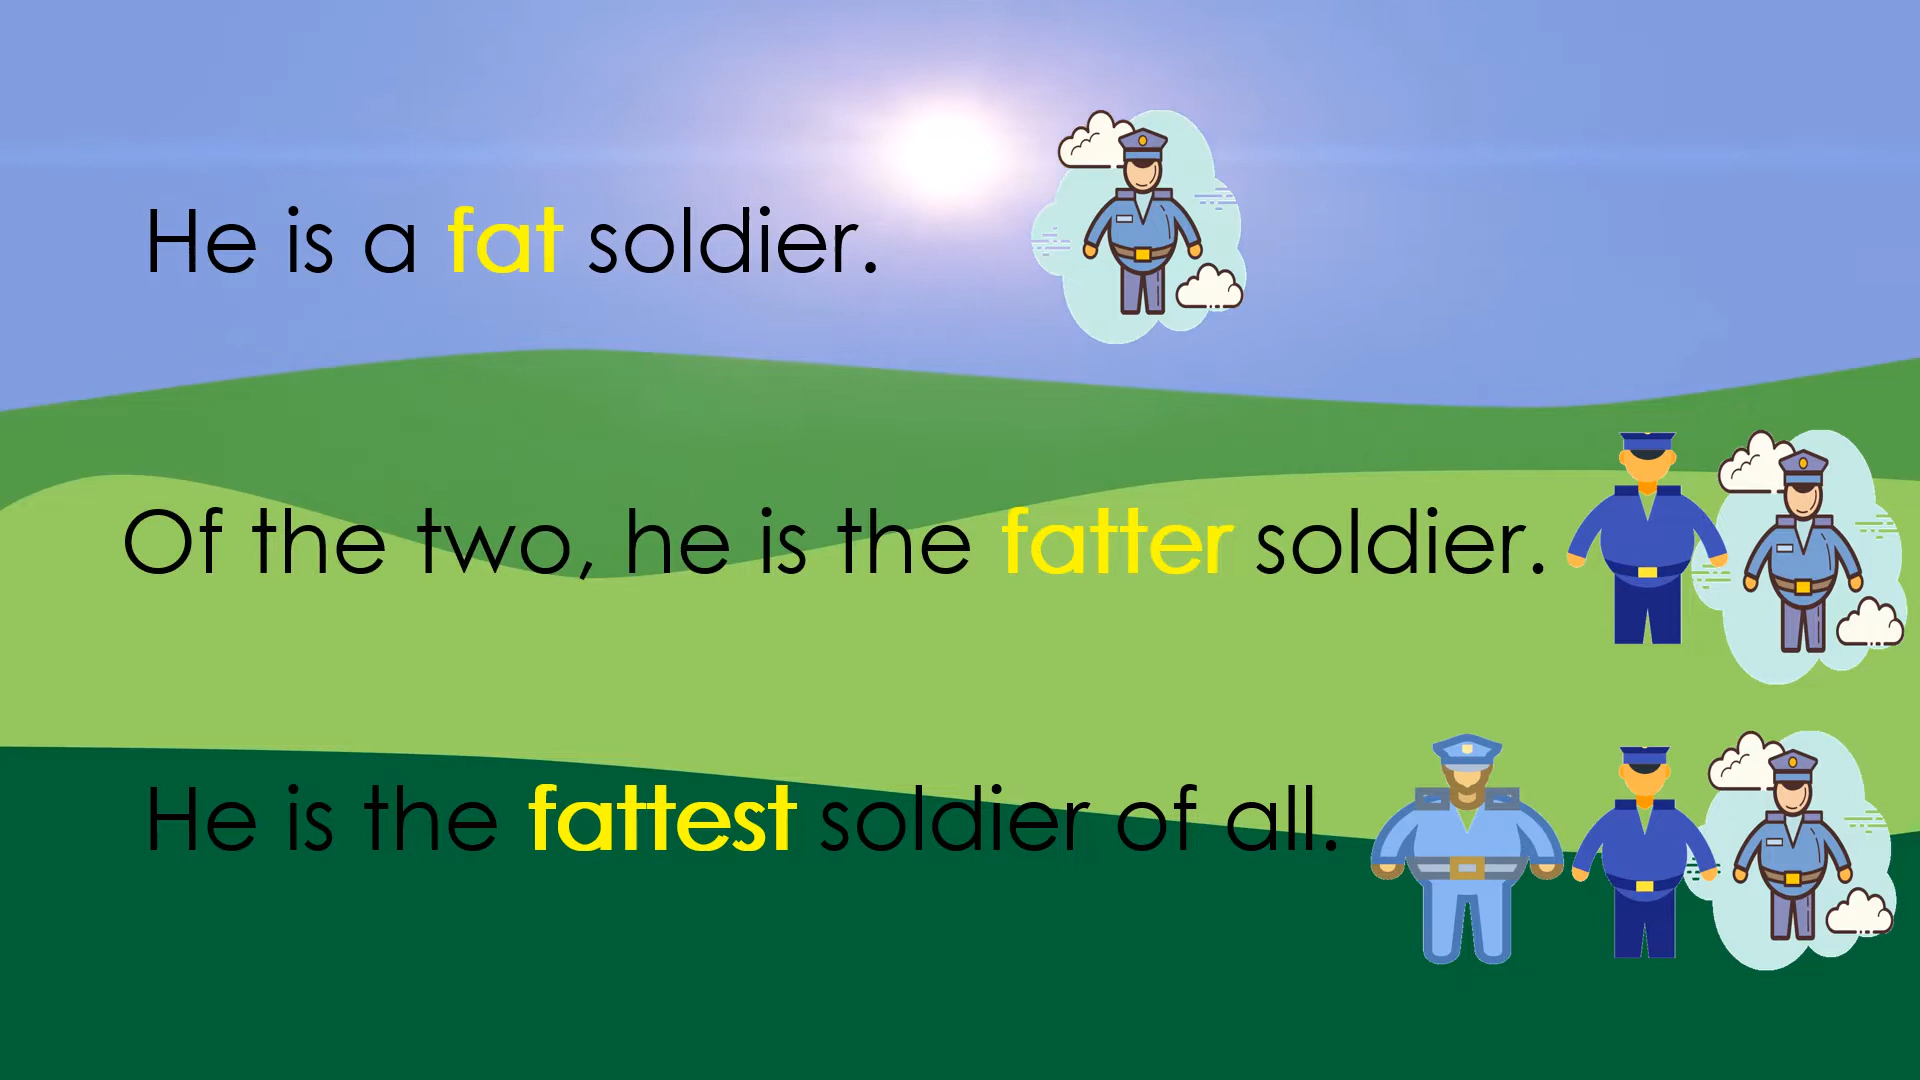 He is a fat soldier.
Of the two, he is the fatter soldier.
He is the fattest soldier of all.